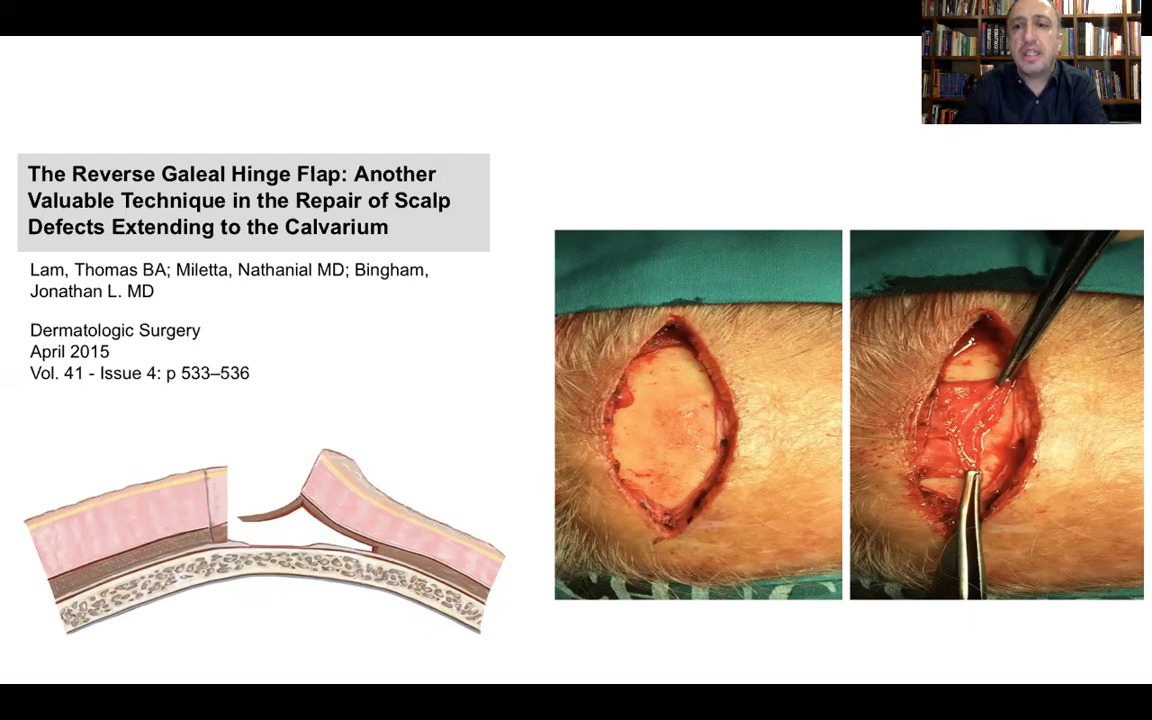 The Reverse Galeal Hinge Flap: Another
Valuable Technique in the Repair of Scalp
Defects Extending to the Calvarium
Lam, Thomas BA; Miletta, Nathanial MD; Bingham,
Jonathan L. MD
Dermatologic Surgery
April 2015
Vol. 41 - Issue 4: p 533–536